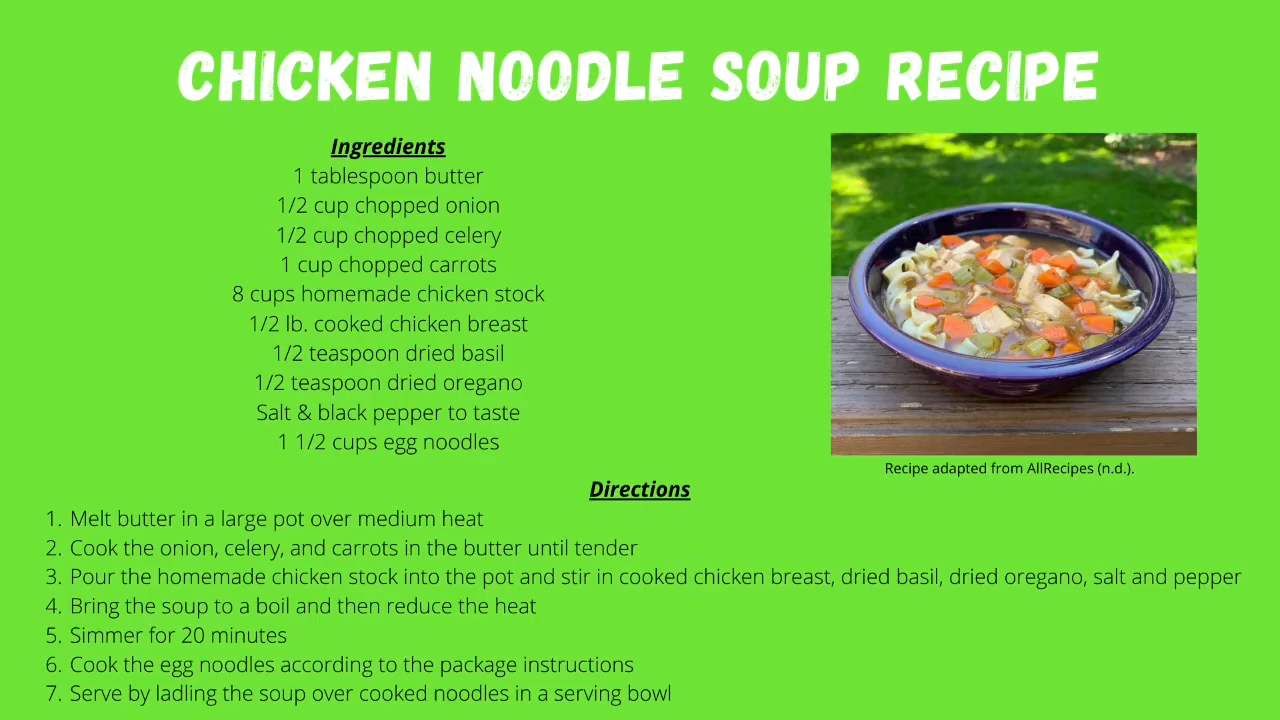 CHICKEN NOODLE SOUP RECIPE
Ingredients
1 tablespoon butter
1/2 cup chopped onion
1/2 cup chopped celery
1 cup chopped carrots
8 cups homemade chicken stock
1/2 lb. cooked chicken breast
1/2 teaspoon dried basil
1/2 teaspoon dried oregano
Salt & black pepper to taste
1 1/2 cups egg noodles
Recipe adapted from AllRecipes (n.d.).
Directions
1. Melt butter in a large pot over medium heat
2. Cook the onion, celery, and carrots in the butter until tender
3. Pour the homemade chicken stock into the pot and stir in cooked chicken breast, dried basil, dried oregano, salt and pepper
4. Bring the soup to a boil and then reduce the heat
5. Simmer for 20 minutes
6. Cook the egg noodles according to the package instructions
7. Serve by ladling the soup over cooked noodles in a serving bowl